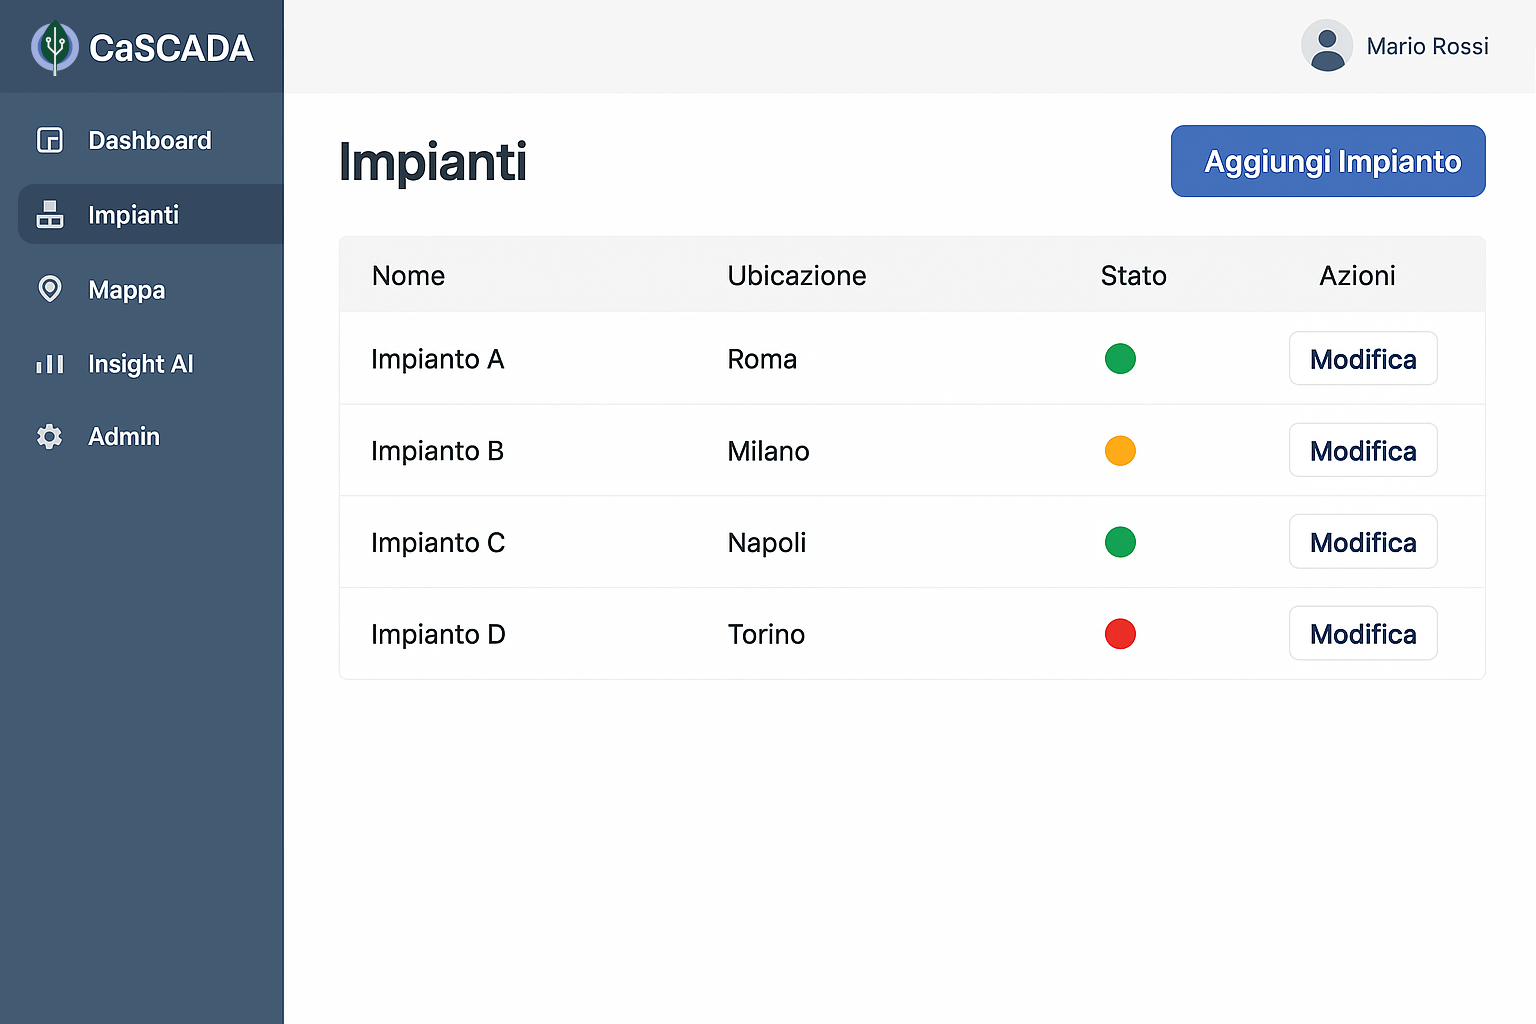 CaSCADA
Mario Rossi
Dashboard
Impianti
Mappa
Insight AI
Admin
Impianti
Aggiungi Impianto
Nome Ubicazione Stato Azioni
Impianto A Roma Modifica
Impianto B Milano Modifica
Impianto C Napoli Modifica
Impianto D Torino Modifica